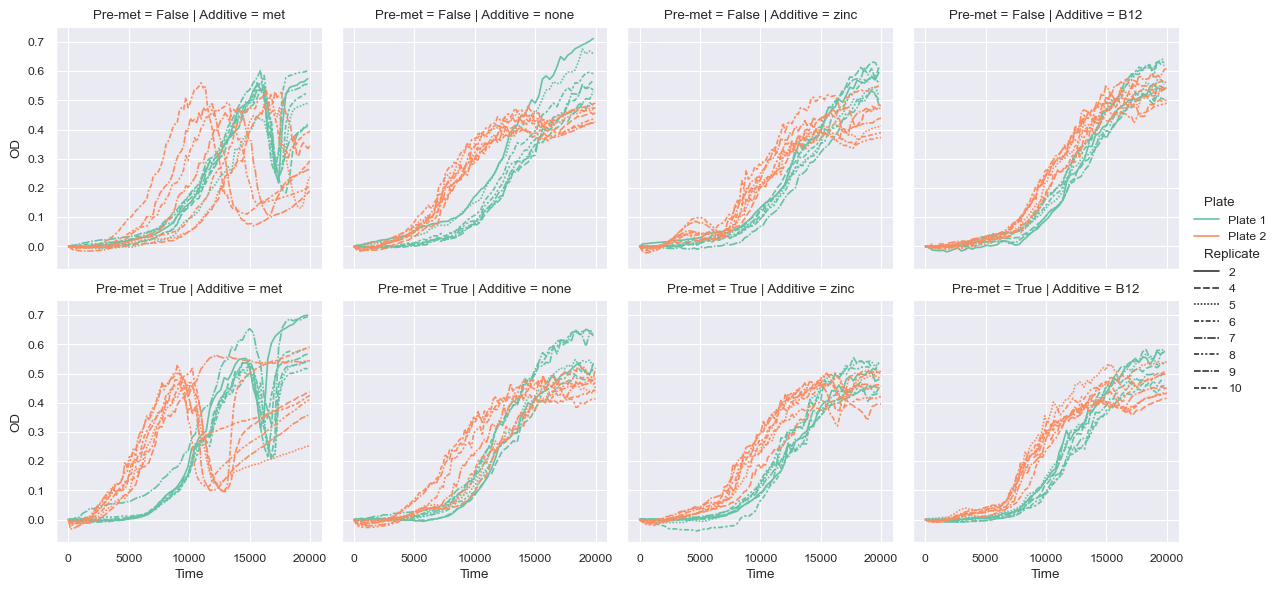 Pre-met = False | Additive = met
Pre-met = False | Additive = none
Pre-met = False | Additive = zinc
Pre-met = False | Additive = B12
0.7
0.6
0.5
0.4
0.3
0.2
0.1
0.0
OD
Pre-met = True | Additive = met
Pre-met = True | Additive = none
Pre-met = True | Additive = zinc
Pre-met = True | Additive = B12
0.7
0.6
0.5
0.4
0.3
0.2
0.1
0.0
OD
0 5000 10000 15000 20000
0 5000 10000 15000 20000
0 5000 10000 15000 20000
0 5000 10000 15000 20000
Time
Time
Time
Time
Plate
Plate 1
Plate 2
Replicate
2
4
5
6
7
8
9
10